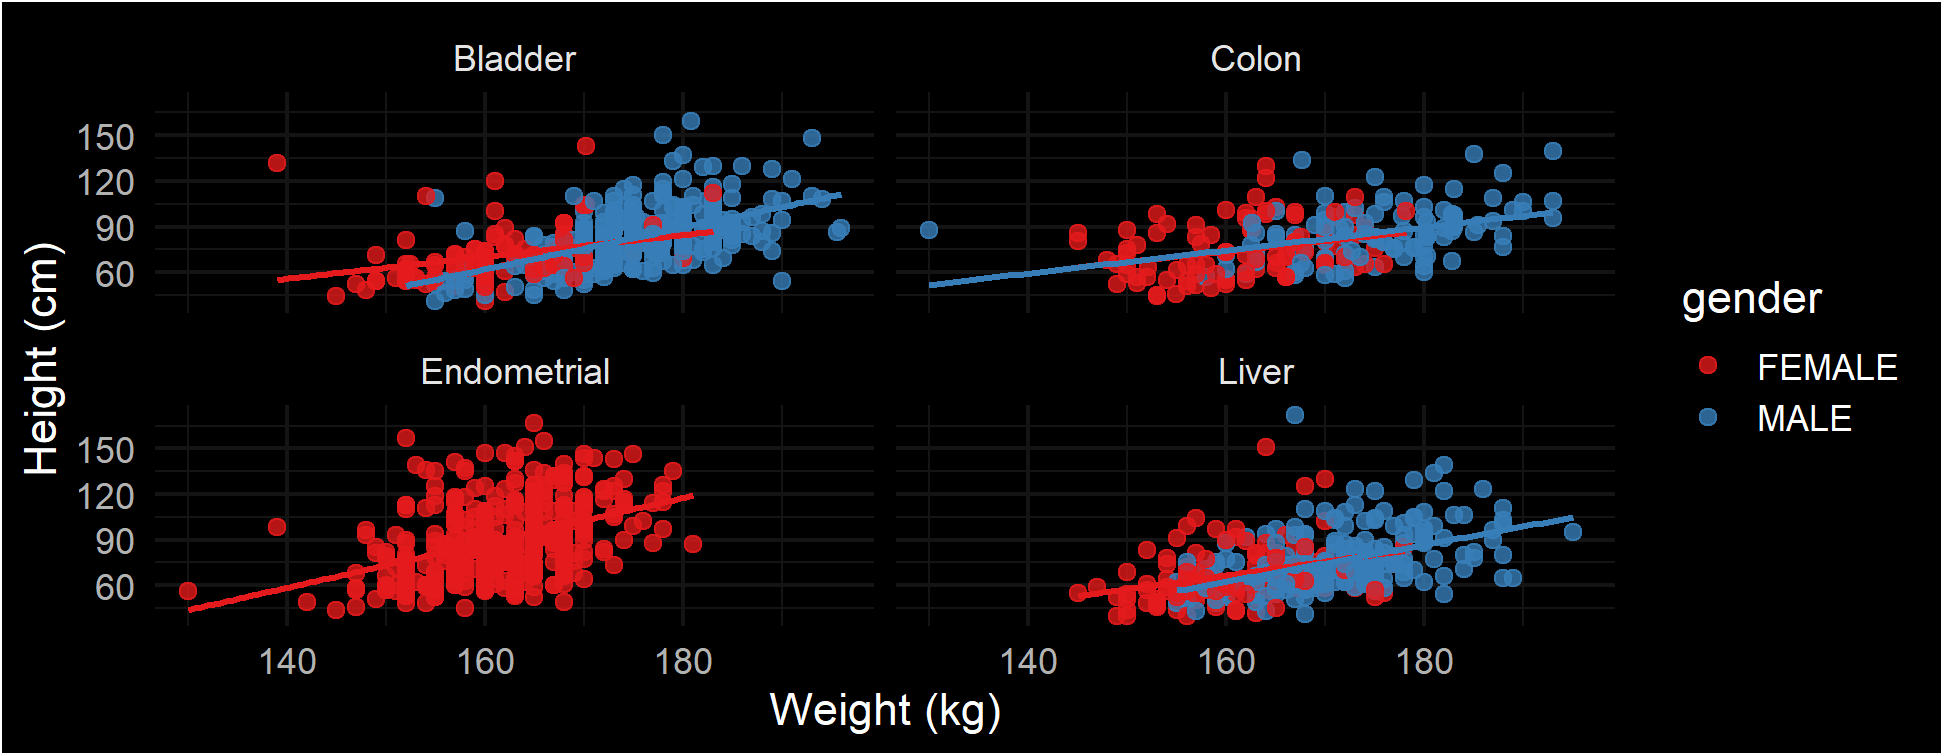 Bladder
Colon
150
120
90
60
Endometrial
Liver
150
120
90
60
140
160
180
140
160
180
Weight (kg)
Height (cm)
gender
FEMALE
MALE